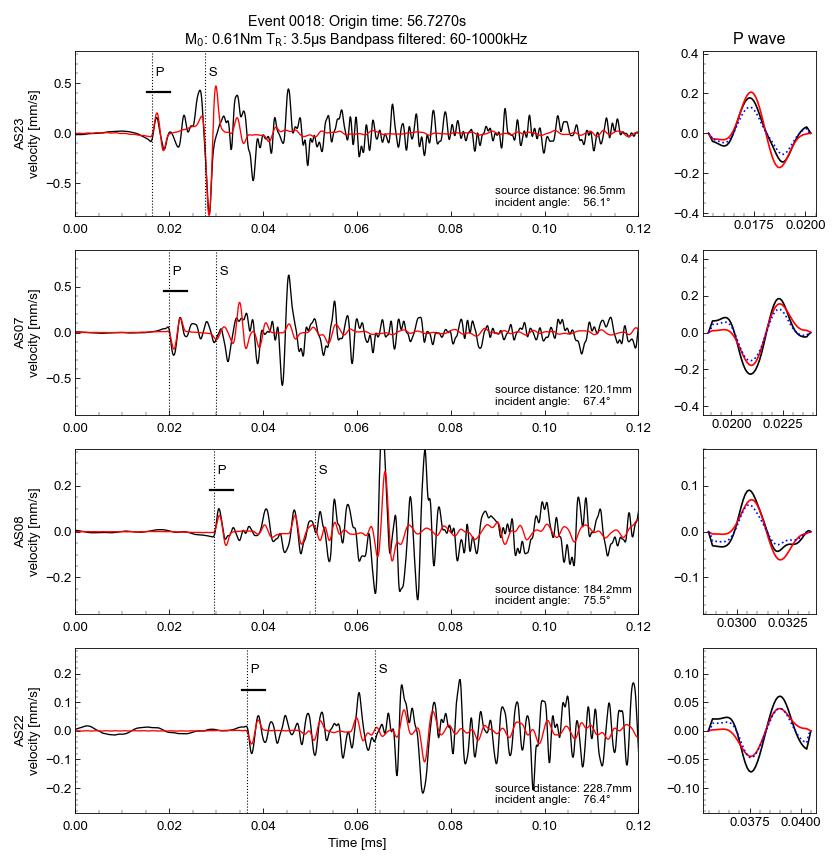 Event 0018: Origin time: 56.7270s
M0: 0.61Nm TR: 3.5μs Bandpass filtered: 60-1000kHz
P wave
AS23
velocity [mm/s]
0.5
0.0
−0.5
P
S
source distance: 96.5mm
incident angle: 56.1°
0.00 0.02 0.04 0.06 0.08 0.10 0.12
0.4
0.2
0.0
−0.2
−0.4
0.0175 0.0200
AS07
velocity [mm/s]
0.5
0.0
−0.5
P
S
source distance: 120.1mm
incident angle: 67.4°
0.00 0.02 0.04 0.06 0.08 0.10 0.12
0.4
0.2
0.0
−0.2
−0.4
0.0200 0.0225
AS08
velocity [mm/s]
0.2
0.0
−0.2
P
S
source distance: 184.2mm
incident angle: 75.5°
0.00 0.02 0.04 0.06 0.08 0.10 0.12
0.1
0.0
−0.1
0.0300 0.0325
AS22
velocity [mm/s]
0.2
0.1
0.0
−0.1
−0.2
P
S
source distance: 228.7mm
incident angle: 76.4°
0.00 0.02 0.04 0.06 0.08 0.10 0.12
Time [ms]
0.10
0.05
0.00
−0.05
−0.10
0.0375 0.0400